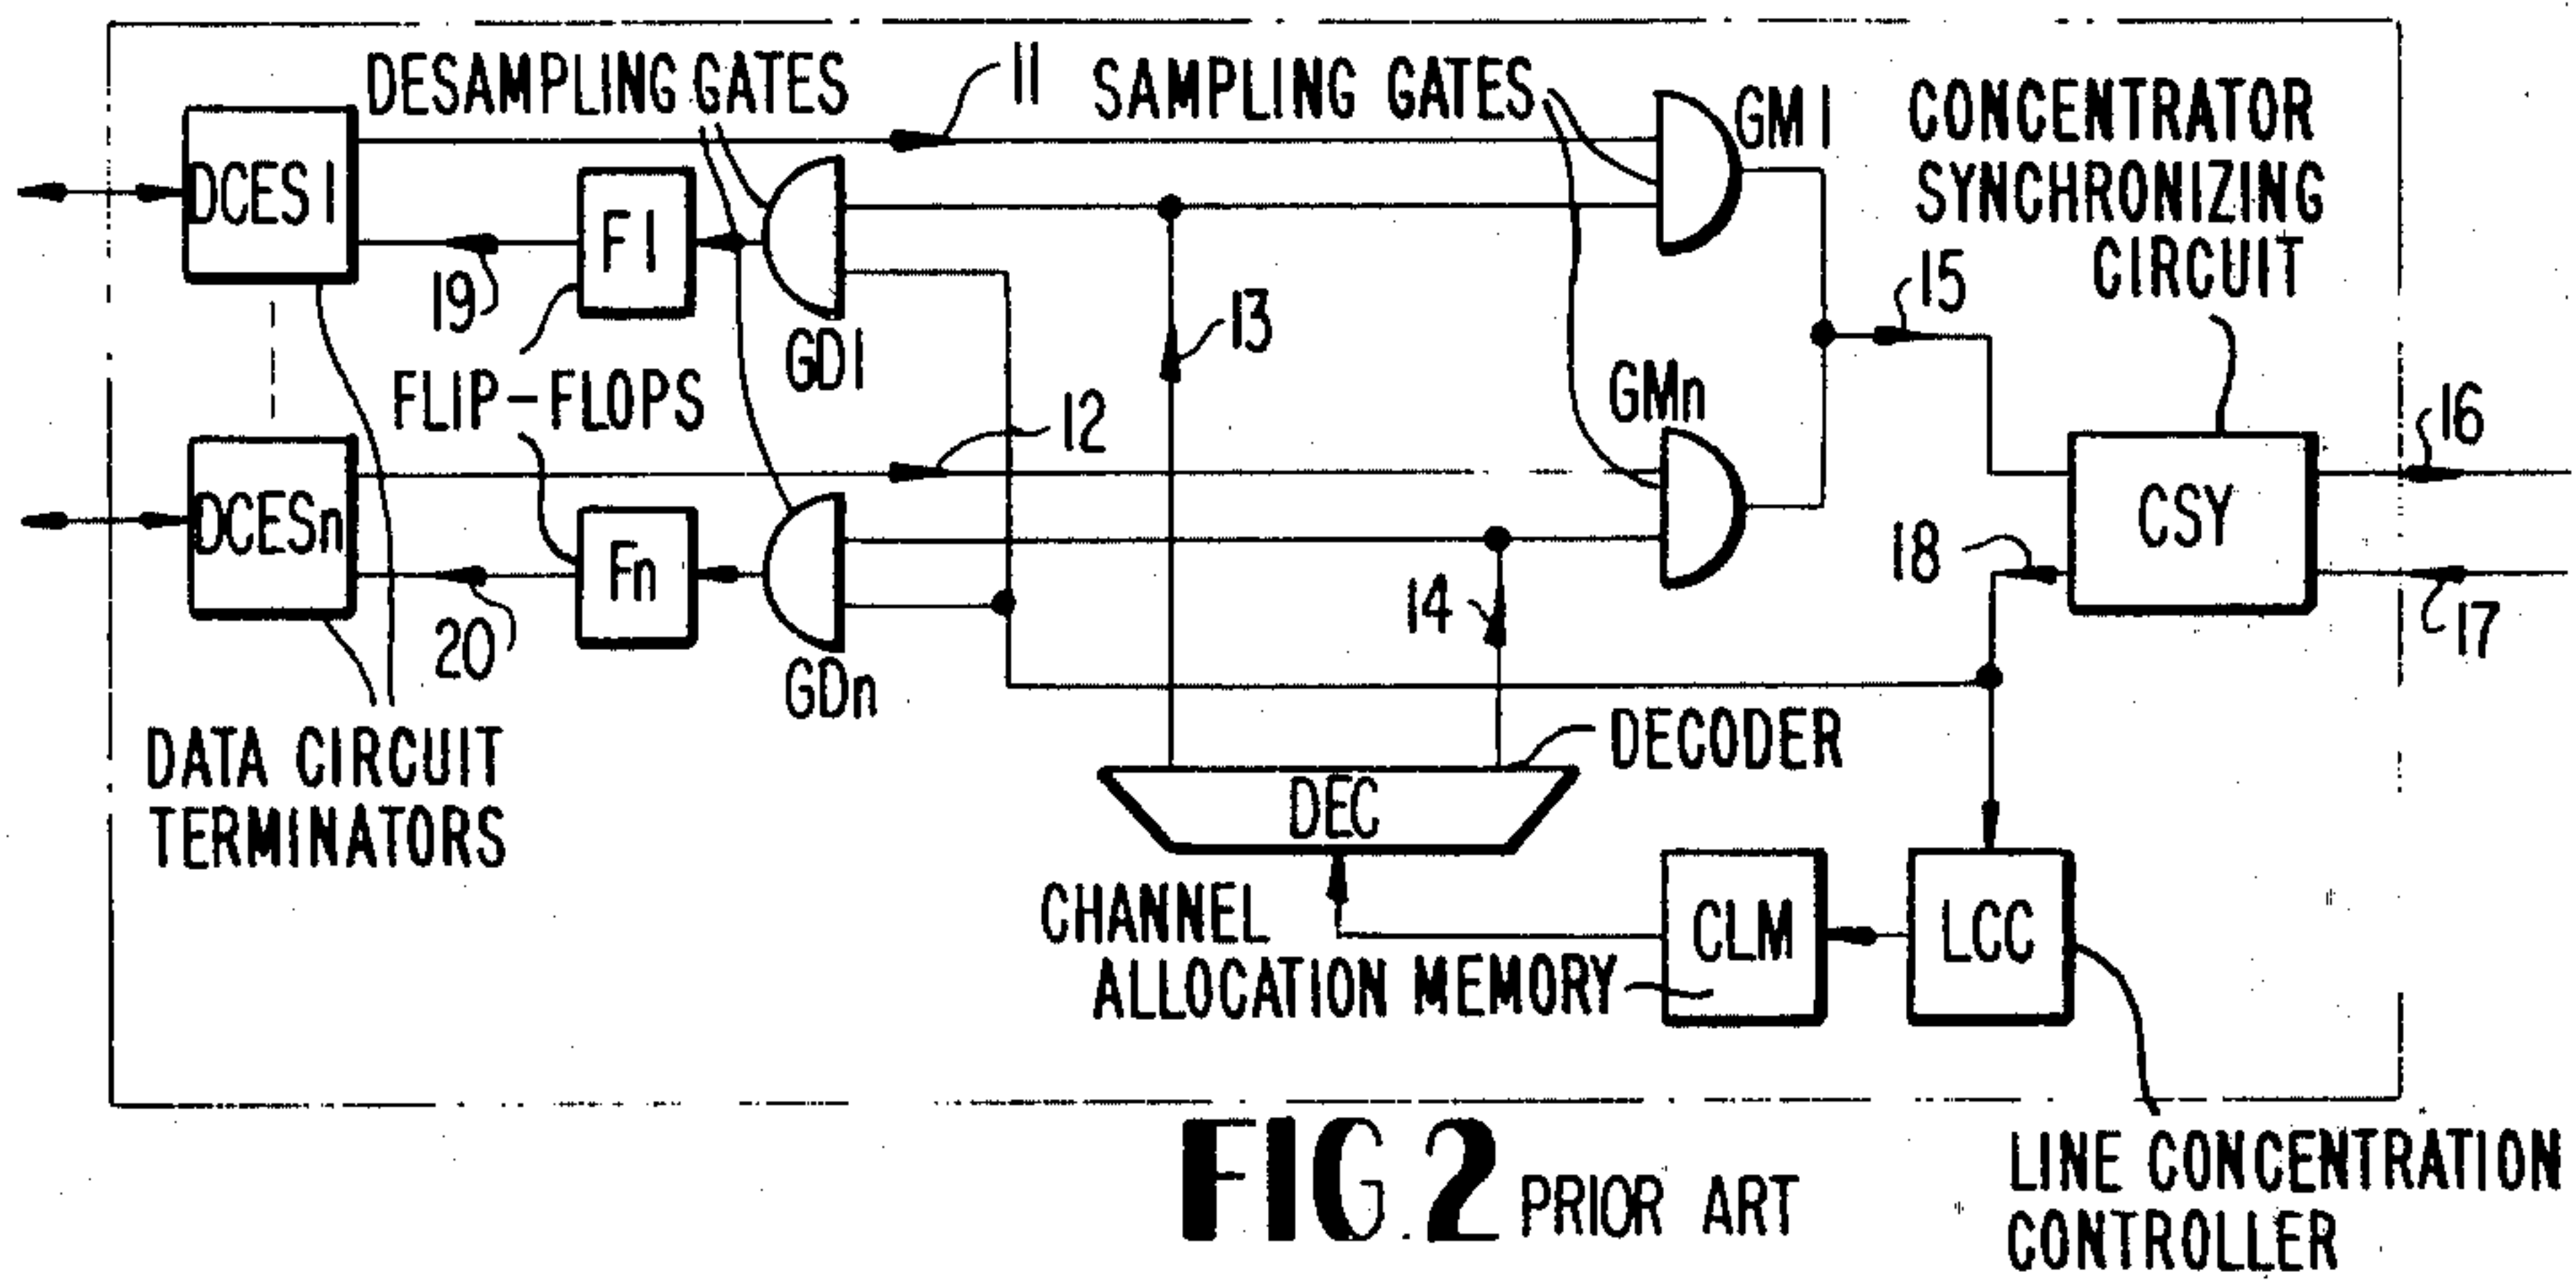 DESAMPLING GATES
11
SAMPLING GATES
GM1
CONCENTRATOR
SYNCHRONIZING
CIRCUIT
DCES1
F1
19
GD1
13
15
FLIP-FLOPS
12
GMn
16
DCESn
Fn
20
GDn
14
18
CSY
17
DATA CIRCUIT
TERMINATORS
DECODER
DEC
CHANNEL
ALLOCATION MEMORY
CLM
LCC
LINE CONCENTRATION
CONTROLLER
FIG.2 PRIOR ART